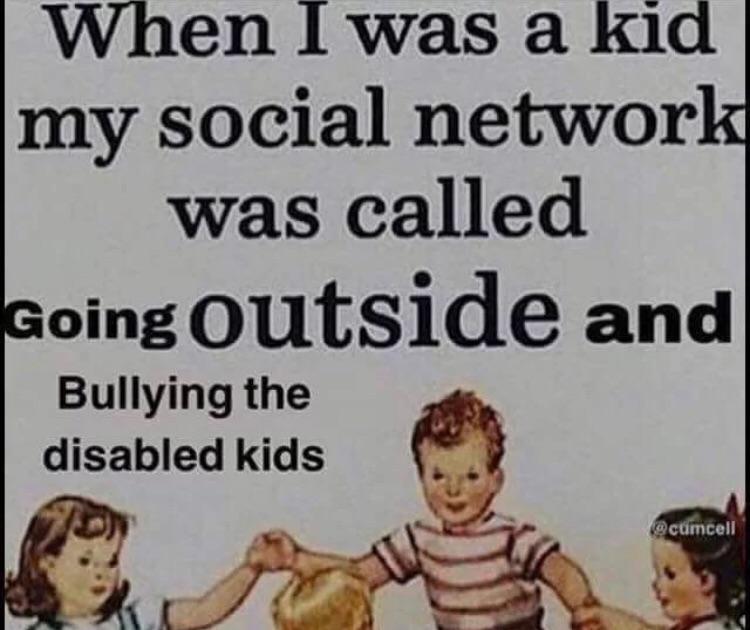 When I was a kid
my social network
was called
Going outside and
Bullying the
disabled kids
@cumcell